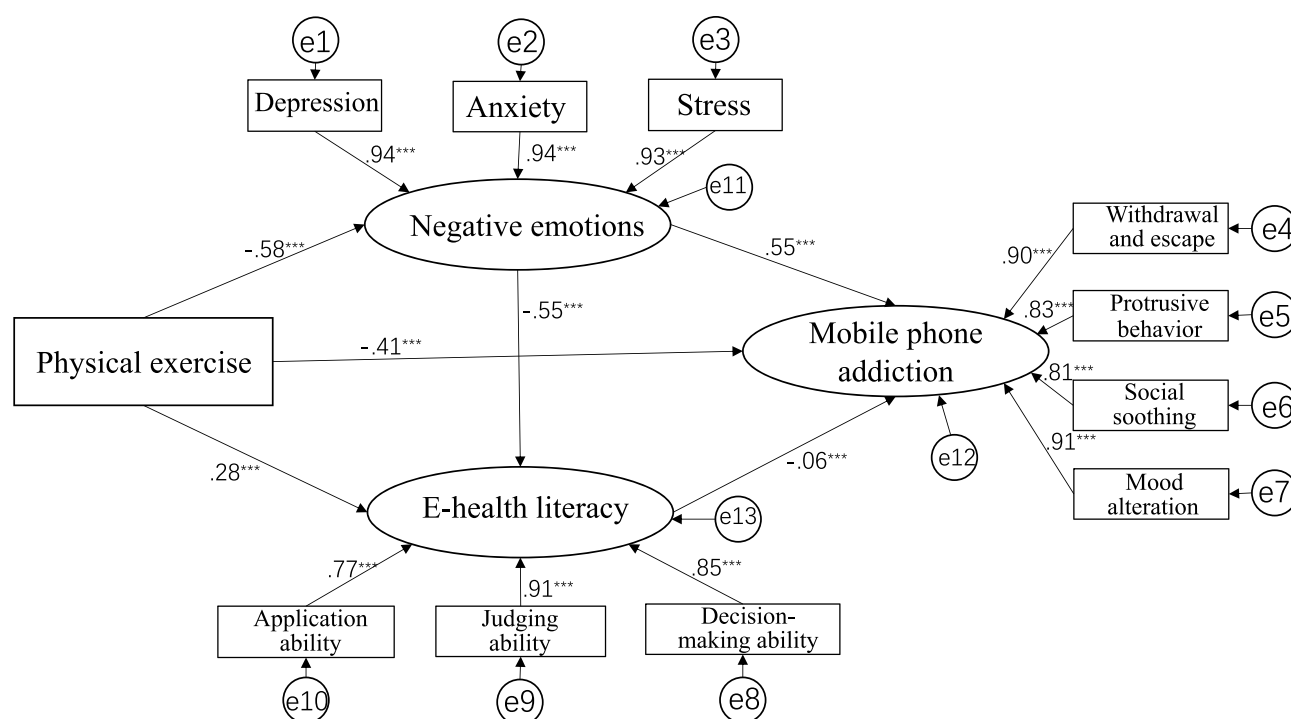 e1
e2
e3
Depression
Anxiety
Stress
.94***
.94***
.93***
e11
Negative emotions
Withdrawal
and escape
e4
-.58***
.55***
.90***
-.55***
.83***
Protrusive
behavior
e5
Physical exercise
-.41***
Mobile phone
addiction
.81***
Social
soothing
e6
.91***
e12
.28***
-.06***
Mood
alteration
e7
E-health literacy
e13
.77***
.91***
.85***
Application
ability
Judging
ability
Decision-
making ability
e10
e9
e8